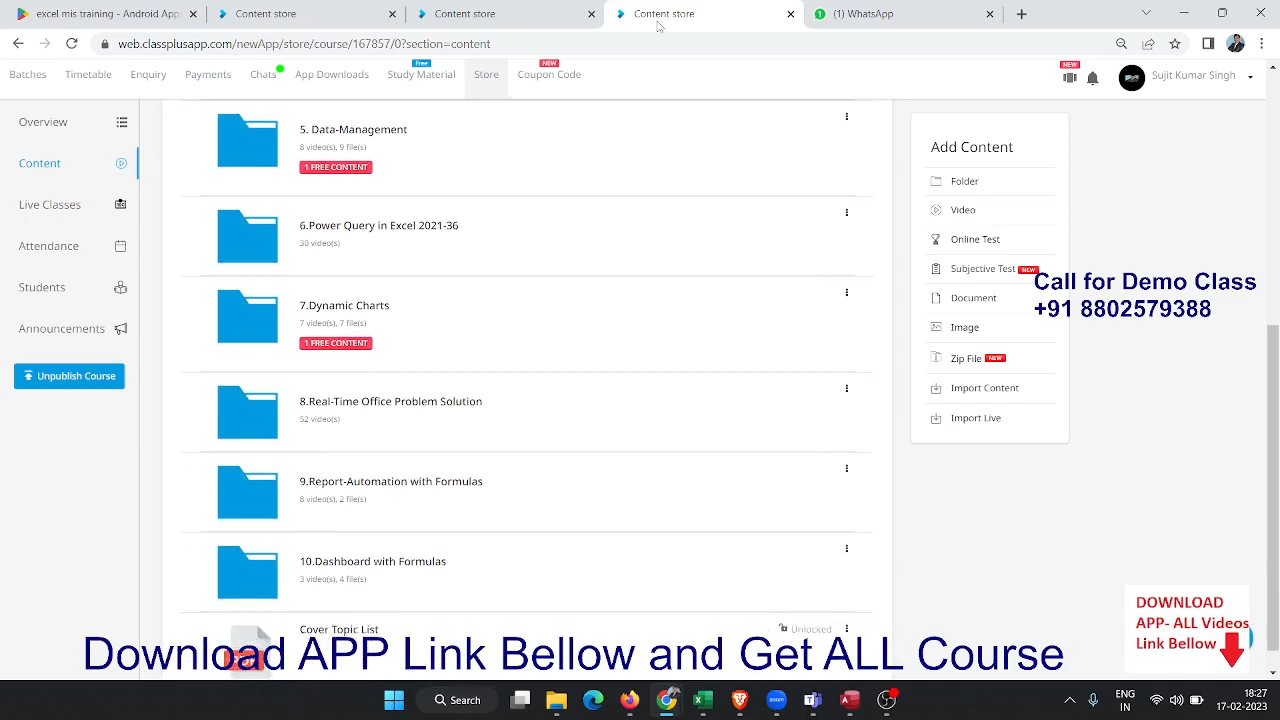 excel mis training - Android App
Content store
Content store
Content store
(1) WhatsApp
web.classplusapp.com/newApp/store/course/167857/0?section=content
Free
NEW
NEW
Batches
Timetable
Enquiry
Payments
Chats
App Downloads
Study Material
Store
Coupon Code
Sujit Kumar Singh
Overview
Content
Live Classes
Attendance
Students
Announcements
Unpublish Course
5. Data-Management
8 video(s), 9 file(s)
1 FREE CONTENT
6.Power Query in Excel 2021-36
30 video(s)
7.Dynamic Charts
7 video(s), 7 file(s)
1 FREE CONTENT
8.Real-Time Office Problem Solution
52 video(s)
9.Report-Automation with Formulas
8 video(s), 2 file(s)
10.Dashboard with Formulas
3 video(s), 4 file(s)
Cover Topic List
Unlocked
Add Content
Folder
Video
Online Test
Subjective Test NEW
Document
Image
Zip File NEW
Import Content
Import Live
Call for Demo Class
+91 8802579388
DOWNLOAD
APP- ALL Videos
Link Bellow
Download APP Link Bellow and Get ALL Course
Search
zoom
ENG
IN
18:27
17-02-2023